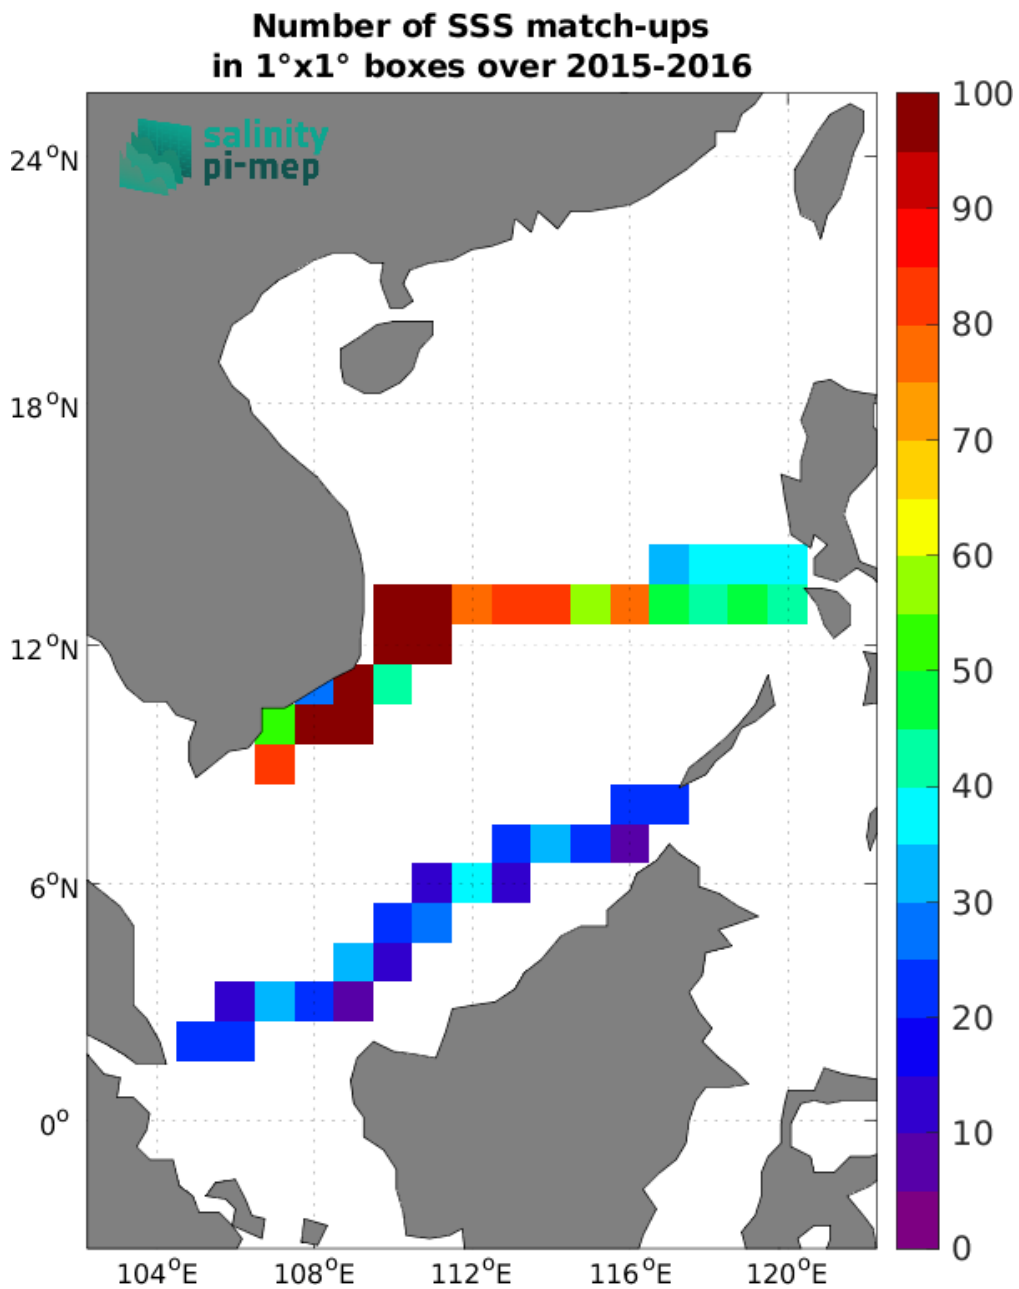 Number of SSS match-ups
in 1°x1° boxes over 2015-2016
salinity
pi-mep
24°N
18°N
12°N
6°N
0°
104°E
108°E
112°E
116°E
120°E
100
90
80
70
60
50
40
30
20
10
0